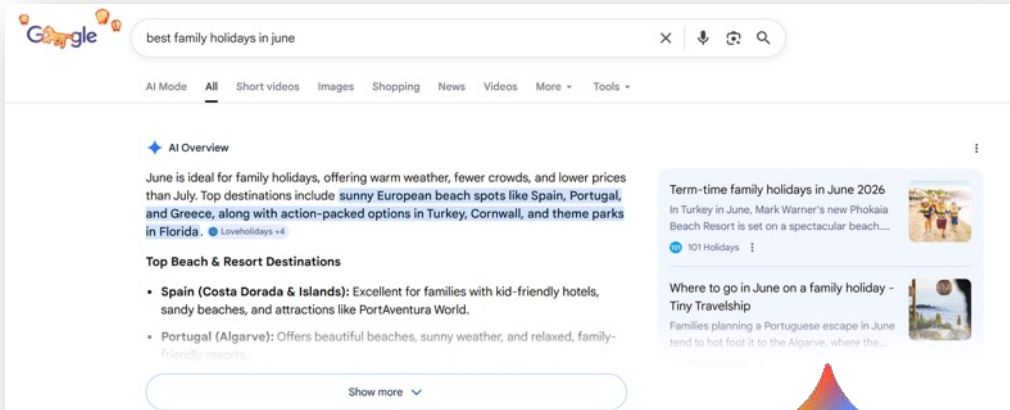 Google
best family holidays in june
AI Mode All Short videos Images Shopping News Videos More Tools
AI Overview
June is ideal for family holidays, offering warm weather, fewer crowds, and lower prices
than July. Top destinations include sunny European beach spots like Spain, Portugal,
and Greece, along with action-packed options in Turkey, Cornwall, and theme parks
in Florida. Loveholidays +4
Top Beach & Resort Destinations
• Spain (Costa Dorada & Islands): Excellent for families with kid-friendly hotels,
sandy beaches, and attractions like PortAventura World.
• Portugal (Algarve): Offers beautiful beaches, sunny weather, and relaxed, family-
friendly resorts.
Show more
Term-time family holidays in June 2026
In Turkey in June, Mark Warner's new Phokaia
Beach Resort is set on a spectacular beach....
101 101 Holidays
Where to go in June on a family holiday -
Tiny Travelship
Families planning a Portuguese escape in June
tend to hot foot it to the Algarve, where the...